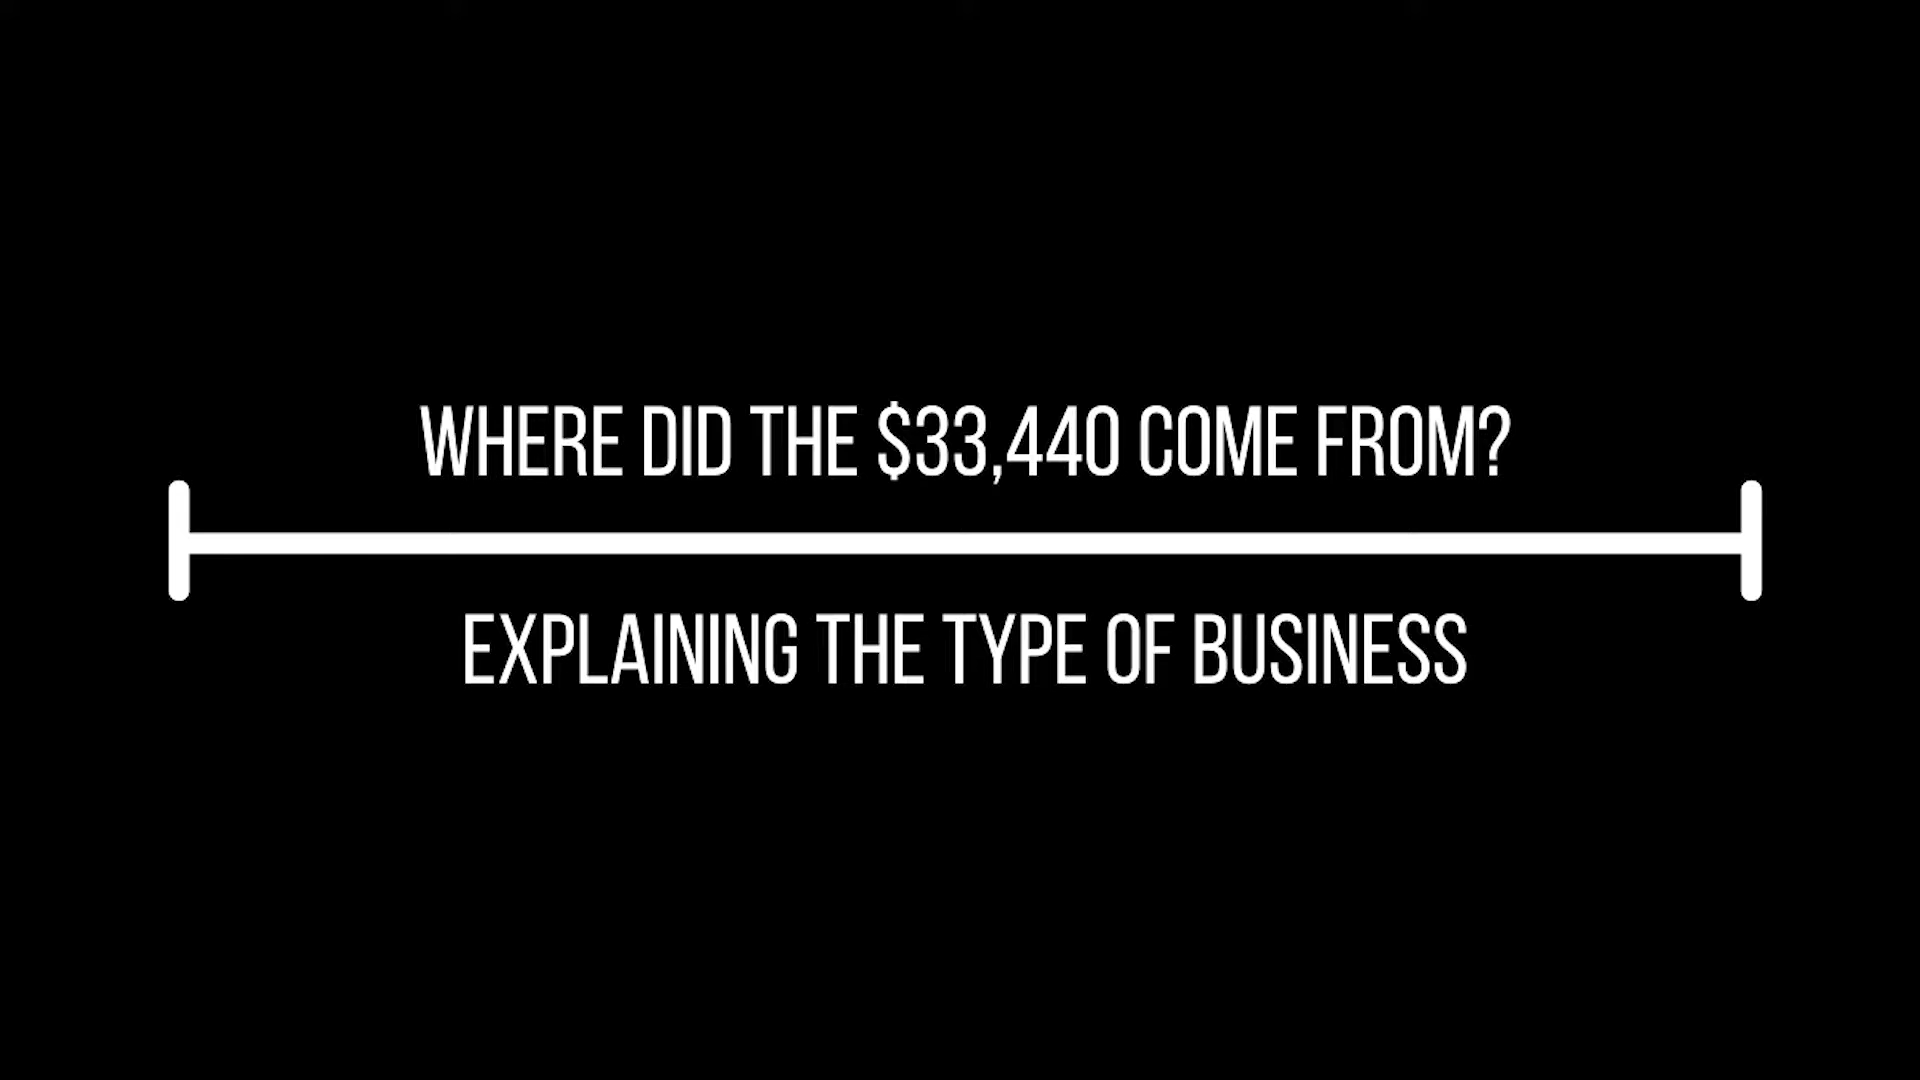 WHERE DID THE $33,440 COME FROM?
EXPLAINING THE TYPE OF BUSINESS